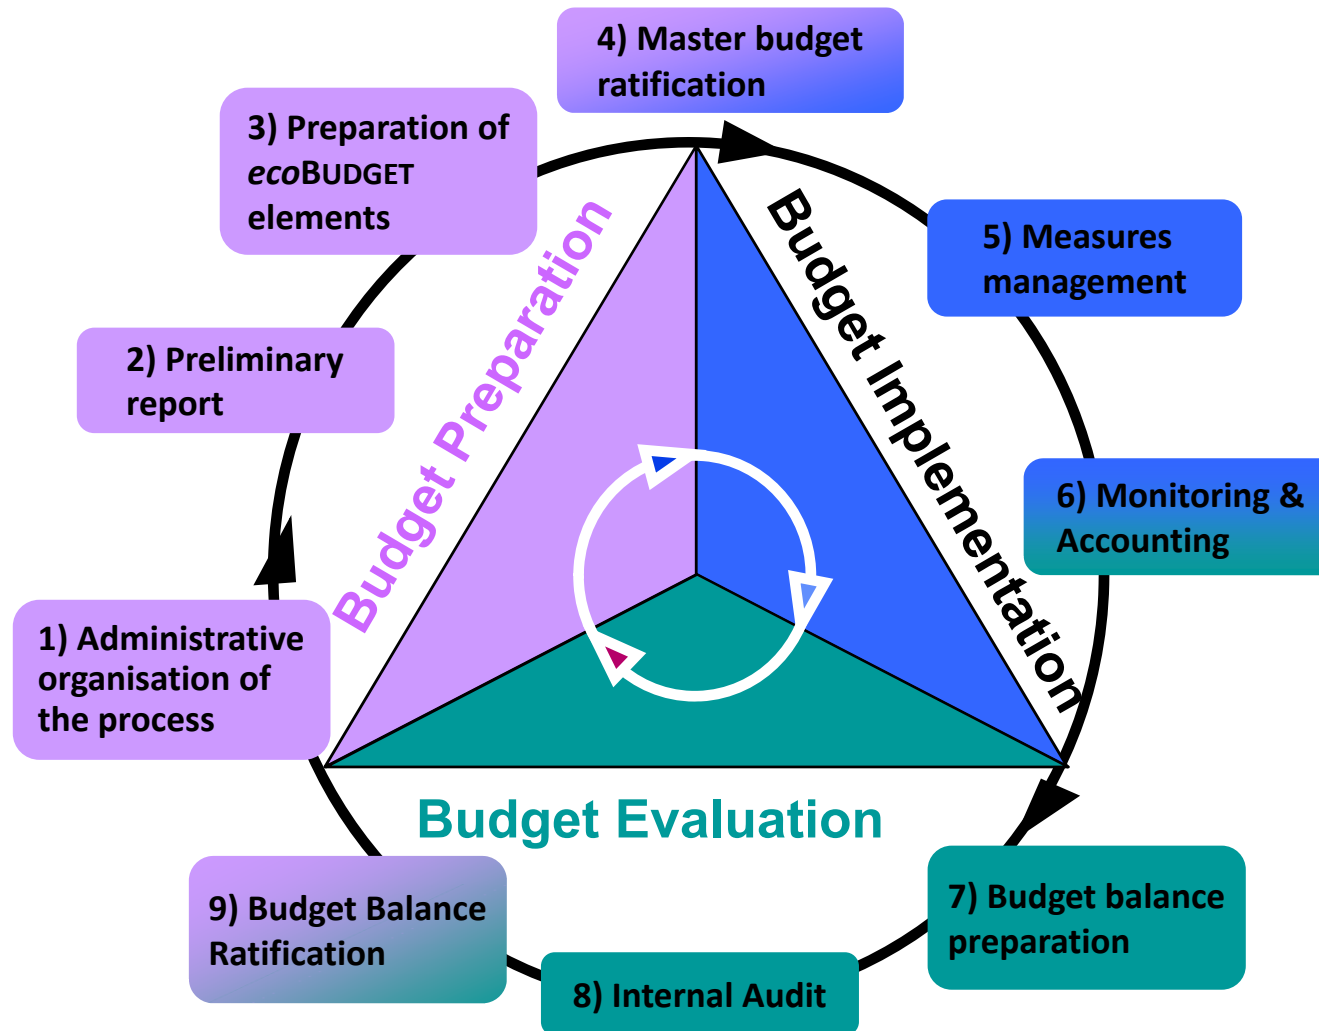 4) Master budget
ratification
3) Preparation of
ecoBUDGET
elements
5) Measures
management
2) Preliminary
report
Budget Preparation
Budget Implementation
6) Monitoring &
Accounting
1) Administrative
organisation of
the process
Budget Evaluation
9) Budget Balance
Ratification
7) Budget balance
preparation
8) Internal Audit